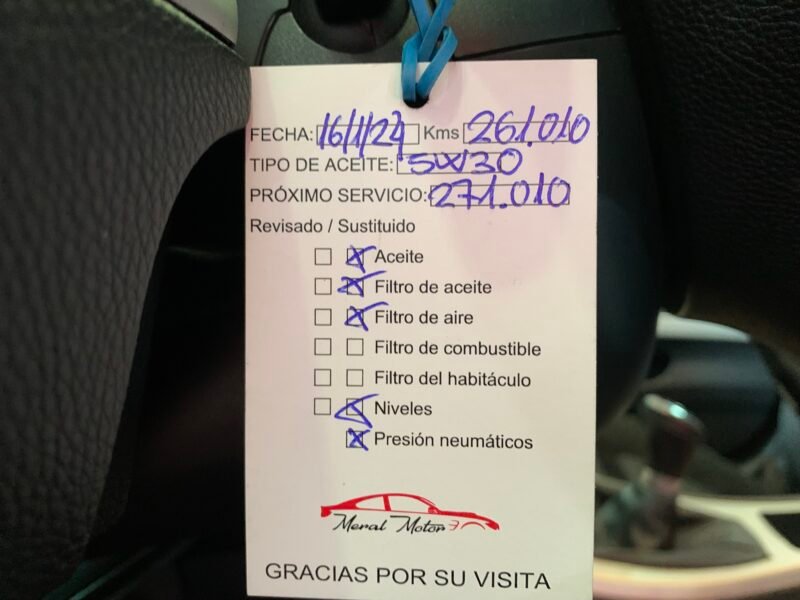 FECHA: 16/1/24 Kms 261.010
TIPO DE ACEITE: 5W30
PRÓXIMO SERVICIO: 271.010
Revisado / Sustituido
Aceite
Filtro de aceite
Filtro de aire
Filtro de combustible
Filtro del habitáculo
Niveles
Presión neumáticos
Meral Motor
GRACIAS POR SU VISITA